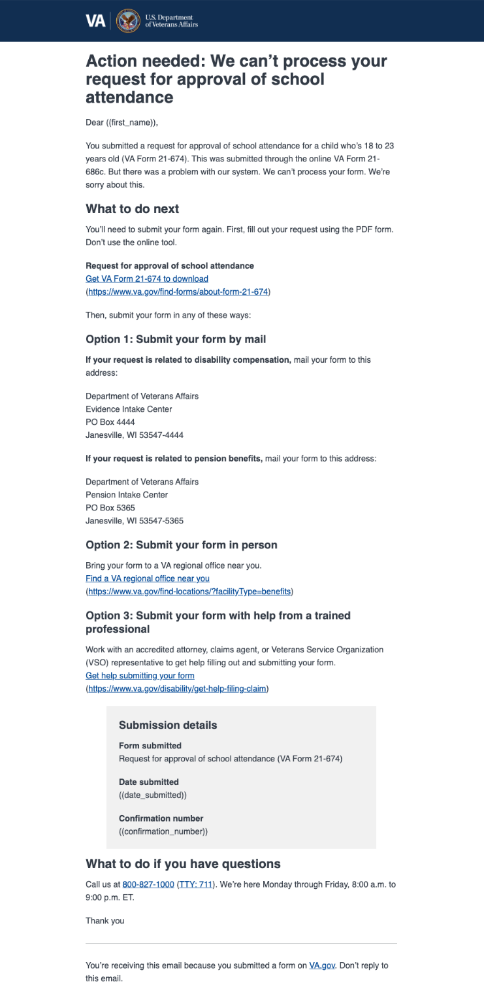 VA
U.S. Department
of Veterans Affairs
Action needed: We can’t process your
request for approval of school
attendance
Dear ((first_name)),
You submitted a request for approval of school attendance for a child who’s 18 to 23
years old (VA Form 21-674). This was submitted through the online VA Form 21-
686c. But there was a problem with our system. We can’t process your form. We’re
sorry about this.
What to do next
You’ll need to submit your form again. First, fill out your request using the PDF form.
Don’t use the online tool.
Request for approval of school attendance
Get VA Form 21-674 to download
(https://www.va.gov/find-forms/about-form-21-674)
Then, submit your form in any of these ways:
Option 1: Submit your form by mail
If your request is related to disability compensation, mail your form to this
address:
Department of Veterans Affairs
Evidence Intake Center
PO Box 4444
Janesville, WI 53547-4444
If your request is related to pension benefits, mail your form to this address:
Department of Veterans Affairs
Pension Intake Center
PO Box 5365
Janesville, WI 53547-5365
Option 2: Submit your form in person
Bring your form to a VA regional office near you.
Find a VA regional office near you
(https://www.va.gov/find-locations/?facilityType=benefits)
Option 3: Submit your form with help from a trained
professional
Work with an accredited attorney, claims agent, or Veterans Service Organization
(VSO) representative to get help filling out and submitting your form.
Get help submitting your form
(https://www.va.gov/disability/get-help-filing-claim)
Submission details
Form submitted
Request for approval of school attendance (VA Form 21-674)
Date submitted
((date_submitted))
Confirmation number
((confirmation_number))
What to do if you have questions
Call us at 800-827-1000 (TTY: 711). We’re here Monday through Friday, 8:00 a.m. to
9:00 p.m. ET.
Thank you
You’re receiving this email because you submitted a form on VA.gov. Don’t reply to
this email.